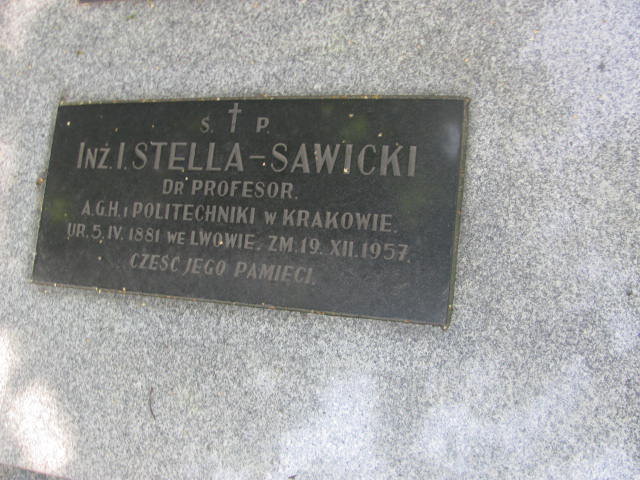 Ś. † P.
INŻ. I. STELLA-SAWICKI
DR PROFESOR.
A.G.H. i POLITECHNIKI w KRAKOWIE.
UR. 5. IV. 1881 WE LWOWIE. ZM. 19. XII. 1957.
CZEŚĆ JEGO PAMIĘCI.